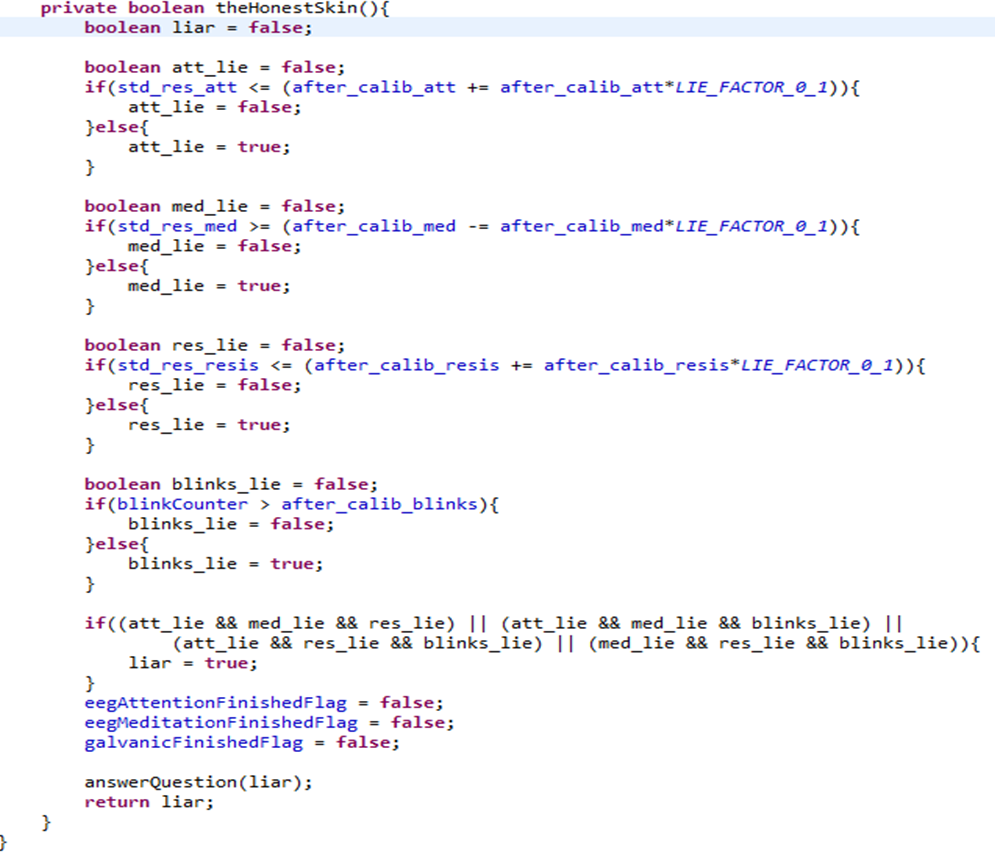 private boolean theHonestSkin(){
boolean liar = false;
boolean att_lie = false;
if(std_res_att <= (after_calib_att += after_calib_att*LIE_FACTOR_0_1)){
att_lie = false;
}else{
att_lie = true;
}
boolean med_lie = false;
if(std_res_med >= (after_calib_med -= after_calib_med*LIE_FACTOR_0_1)){
med_lie = false;
}else{
med_lie = true;
}
boolean res_lie = false;
if(std_res_resis <= (after_calib_resis += after_calib_resis*LIE_FACTOR_0_1)){
res_lie = false;
}else{
res_lie = true;
}
boolean blinks_lie = false;
if(blinkCounter > after_calib_blinks){
blinks_lie = false;
}else{
blinks_lie = true;
}
if((att_lie && med_lie && res_lie) || (att_lie && med_lie && blinks_lie) ||
(att_lie && res_lie && blinks_lie) || (med_lie && res_lie && blinks_lie)){
liar = true;
}
eegAttentionFinishedFlag = false;
eegMeditationFinishedFlag = false;
galvanicFinishedFlag = false;
answerQuestion(liar);
return liar;
}
}